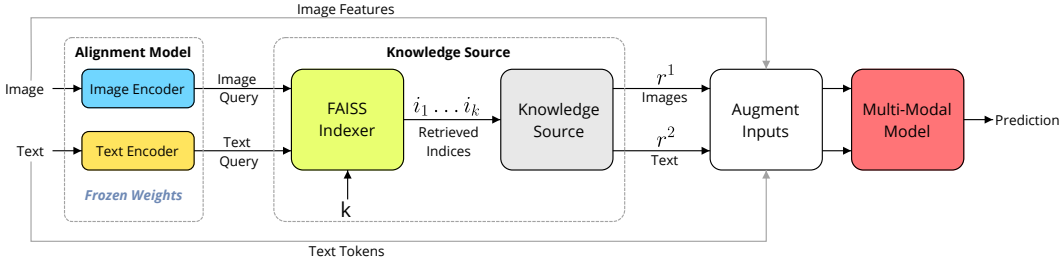 Image Features
Alignment Model
Knowledge Source
Image
Image Encoder
Image
Query
FAISS
Indexer
i₁ … iₖ
Retrieved
Indices
Knowledge
Source
r¹
Images
Augment
Inputs
Multi-Modal
Model
Prediction
Text
Text Encoder
Text
Query
r²
Text
Frozen Weights
k
Text Tokens